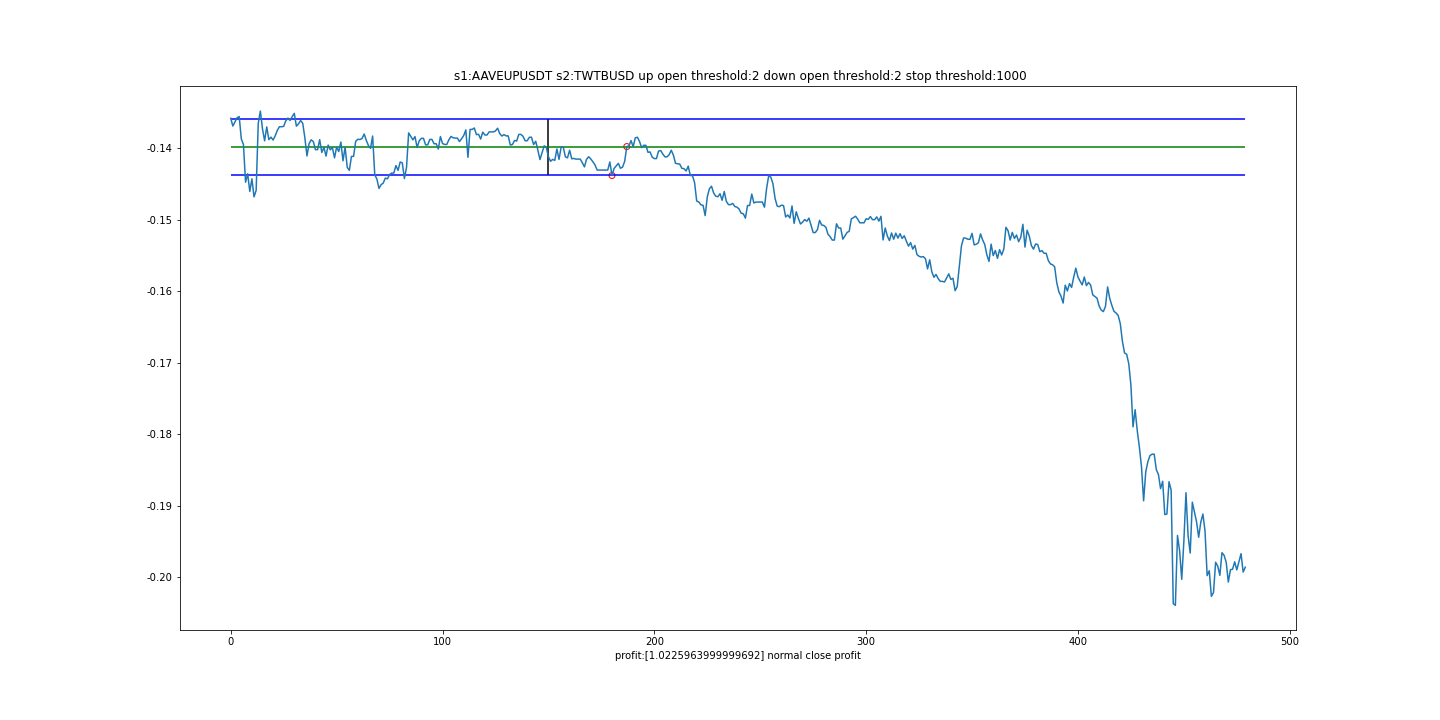 s1:AAVEUPUSDT s2:TWTBUSD up open threshold:2 down open threshold:2 stop threshold:1000
-0.14
-0.15
-0.16
-0.17
-0.18
-0.19
-0.20
0 100 200 300 400 500
profit:[1.0225963999999692] normal close profit